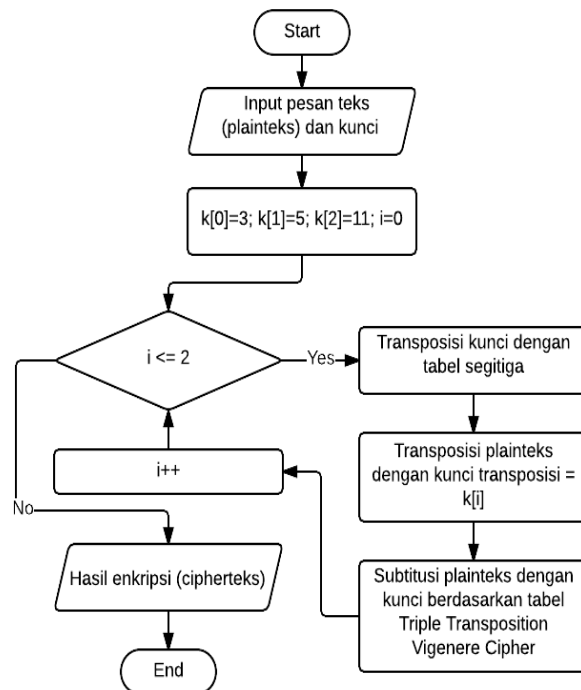 Start
Input pesan teks
(plainteks) dan kunci
k[0]=3; k[1]=5; k[2]=11; i=0
i <= 2
Yes
Transposisi kunci dengan
tabel segitiga
Transposisi plainteks
dengan kunci transposisi =
k[i]
Subtitusi plainteks dengan
kunci berdasarkan tabel
Triple Transposition
Vigenere Cipher
i++
No
Hasil enkripsi (cipherteks)
End